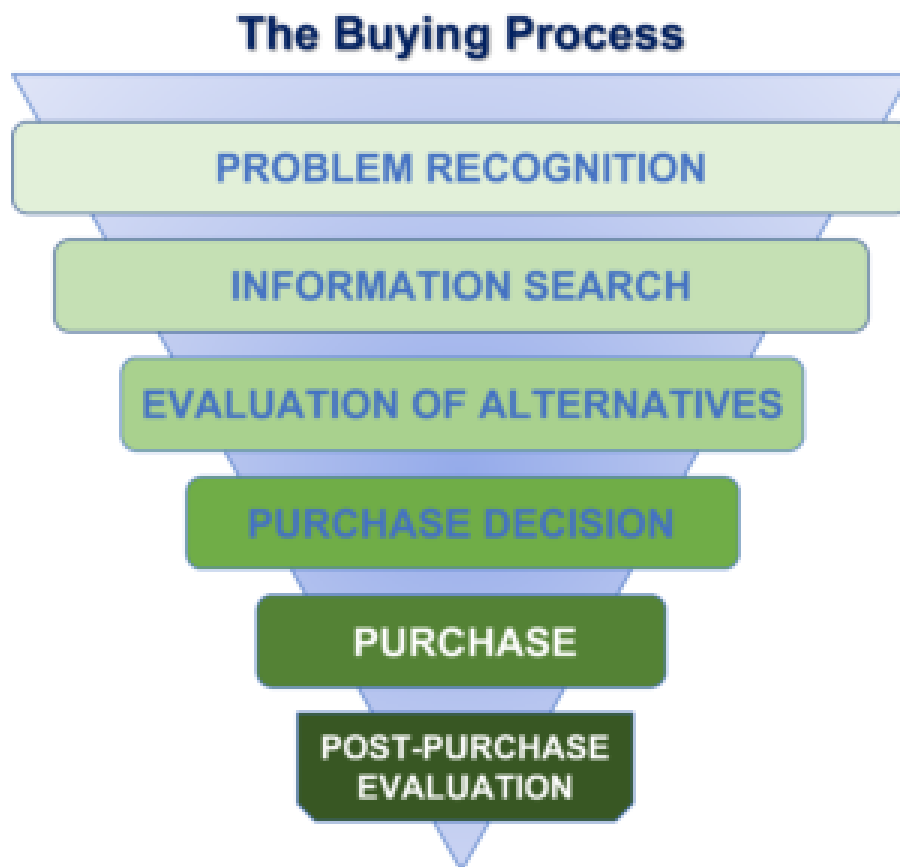 The Buying Process
PROBLEM RECOGNITION
INFORMATION SEARCH
EVALUATION OF ALTERNATIVES
PURCHASE DECISION
PURCHASE
POST-PURCHASE
EVALUATION